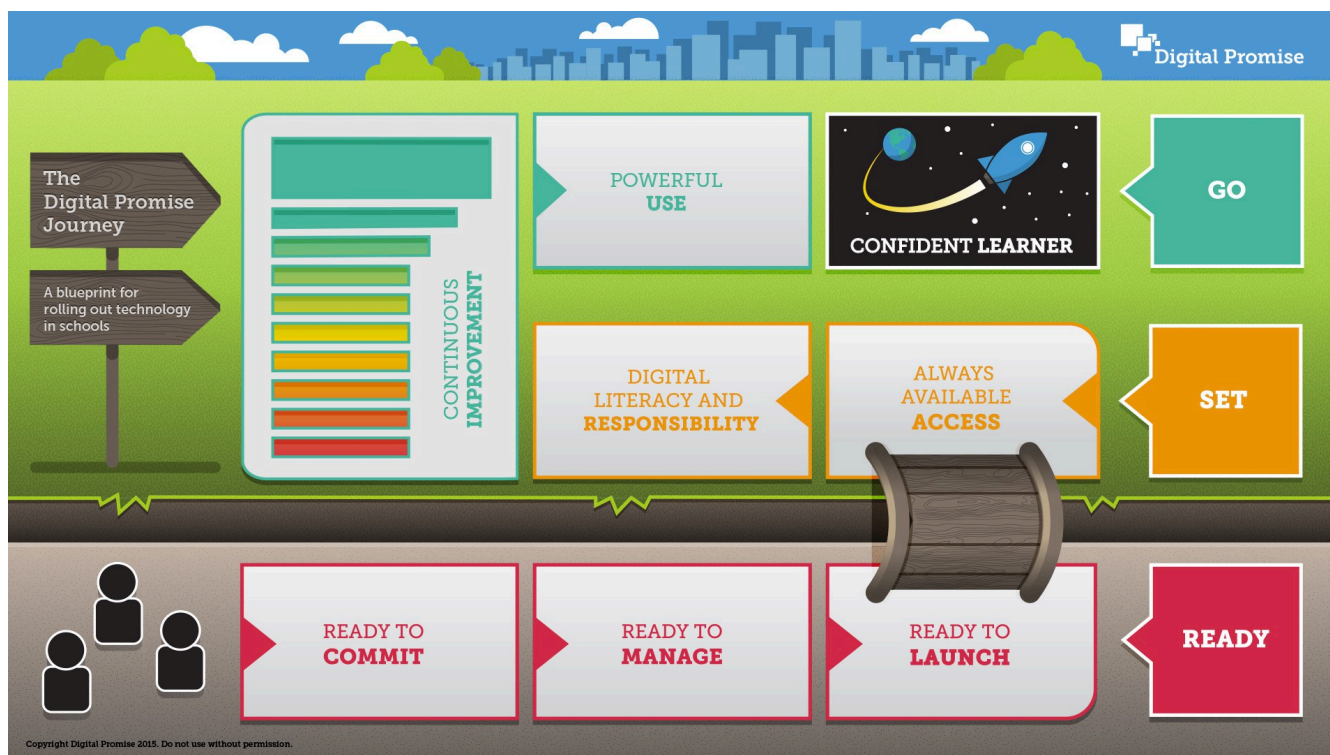 Digital Promise
The
Digital Promise
Journey
A blueprint for
rolling out technology
in schools
CONTINUOUS
IMPROVEMENT
POWERFUL
USE
CONFIDENT LEARNER
GO
DIGITAL
LITERACY AND
RESPONSIBILITY
ALWAYS
AVAILABLE
ACCESS
SET
READY TO
COMMIT
READY TO
MANAGE
READY TO
LAUNCH
READY
Copyright Digital Promise 2015. Do not use without permission.